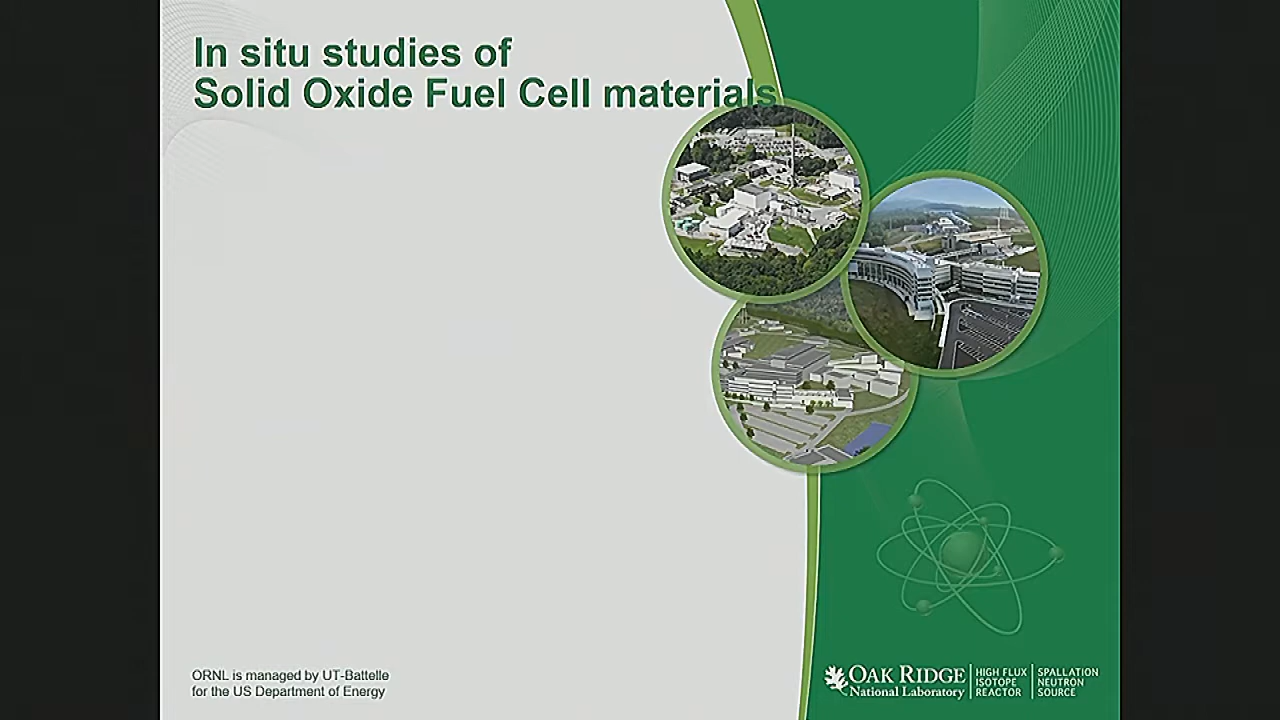 In situ studies of
Solid Oxide Fuel Cell materials
ORNL is managed by UT-Battelle
for the US Department of Energy
OAK RIDGE
National Laboratory
HIGH FLUX
ISOTOPE
REACTOR
SPALLATION
NEUTRON
SOURCE